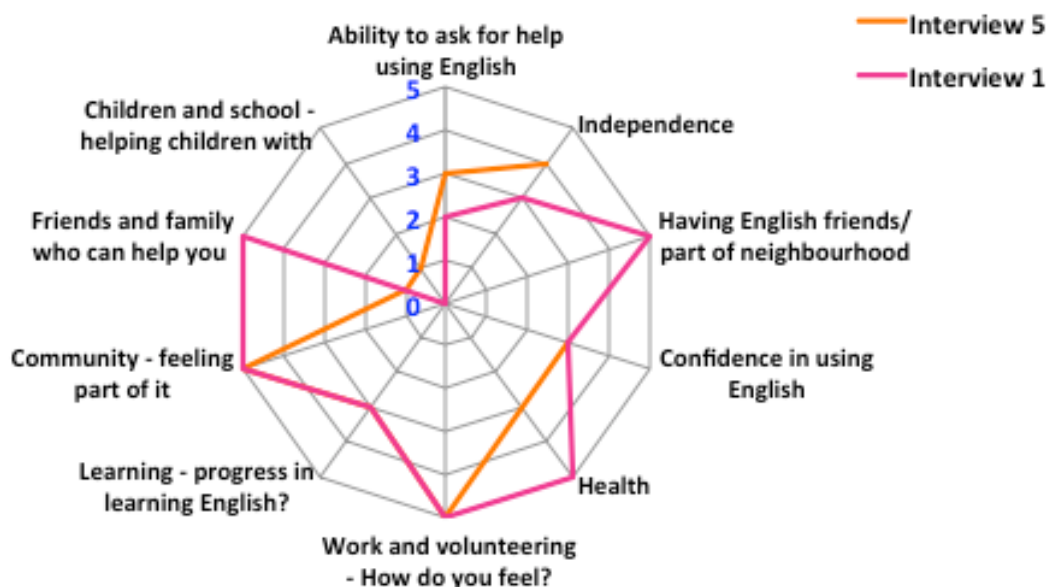 Interview 5
Interview 1
Ability to ask for help
using English
Independence
Having English friends/
part of neighbourhood
Confidence in using
English
Health
Work and volunteering
- How do you feel?
Learning - progress in
learning English?
Community - feeling
part of it
Friends and family
who can help you
Children and school -
helping children with
5
4
3
2
1
0